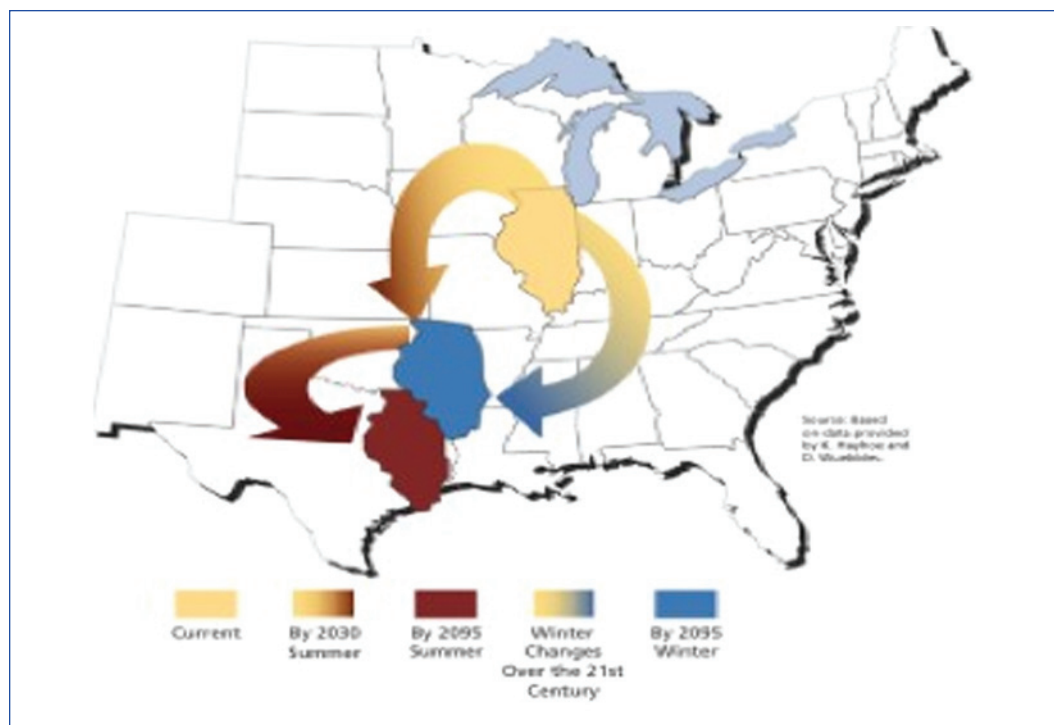 Source: Based
on data provided
by K. Hayhoe and
D. Wuebbles.
Current
By 2030
Summer
By 2095
Summer
Winter
Changes
Over the 21st
Century
By 2095
Winter